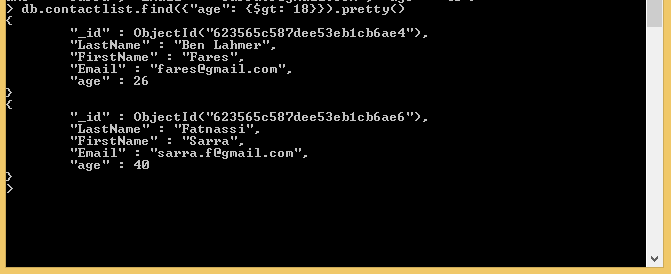 > db.contactlist.find({"age": {$gt: 18}}).pretty()
{
"_id" : ObjectId("623565c587dee53eb1cb6ae4"),
"LastName" : "Ben Lahmer",
"FirstName" : "Fares",
"Email" : "fares@gmail.com",
"age" : 26
}
{
"_id" : ObjectId("623565c587dee53eb1cb6ae6"),
"LastName" : "Fatnassi",
"FirstName" : "Sarra",
"Email" : "sarra.f@gmail.com",
"age" : 40
}
>